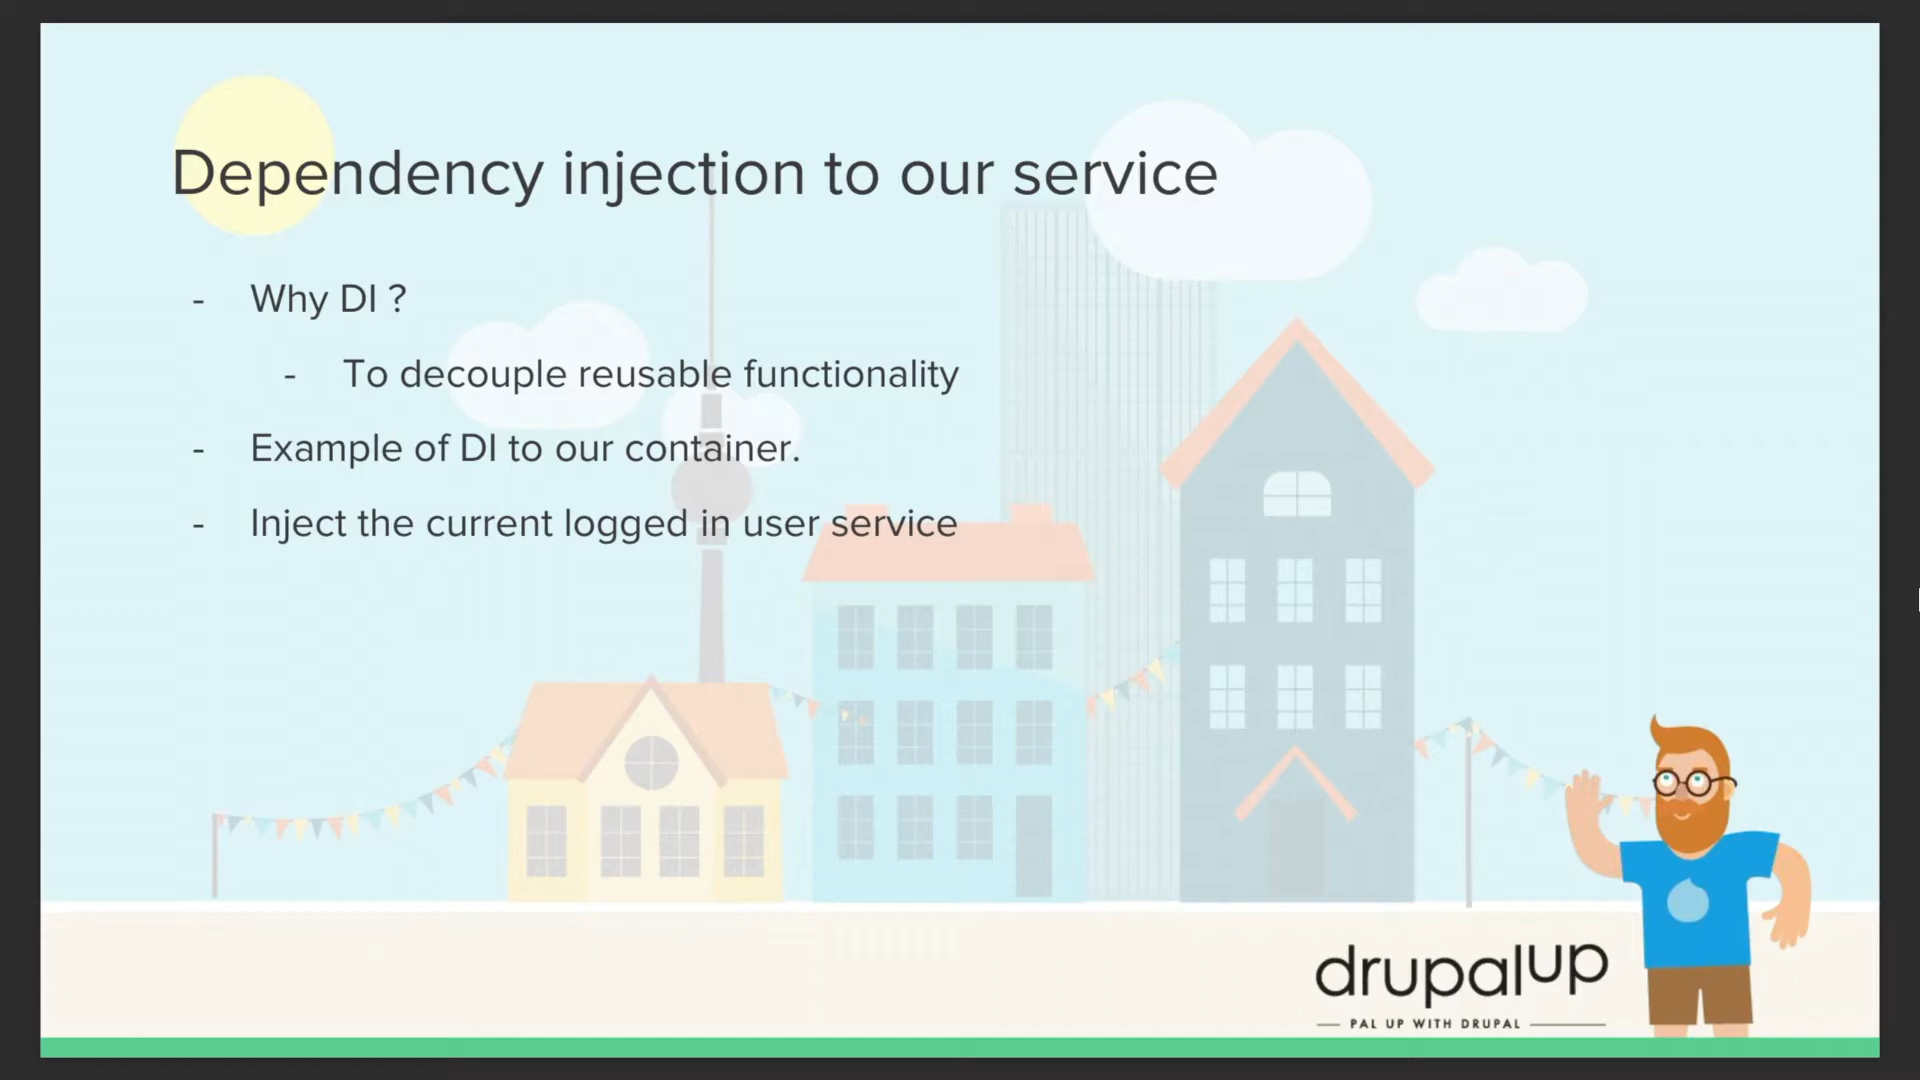 Dependency injection to our service
- Why DI ?
- To decouple reusable functionality
- Example of DI to our container.
- Inject the current logged in user service
drupalup
PAL UP WITH DRUPAL